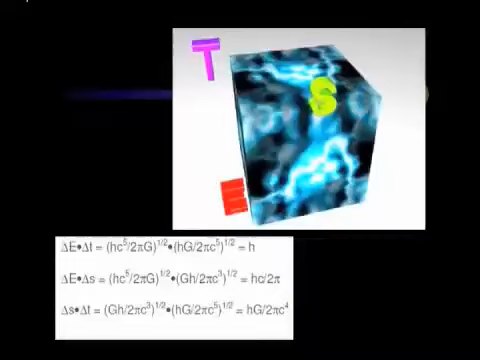 T
S
E
ΔE•Δt = (hc⁵/2πG)¹/²•(hG/2πc⁵)¹/² = h
ΔE•Δs = (hc⁵/2πG)¹/²•(Gh/2πc³)¹/² = hc/2π
Δs•Δt = (Gh/2πc³)¹/²•(hG/2πc⁵)¹/² = hG/2πc⁴